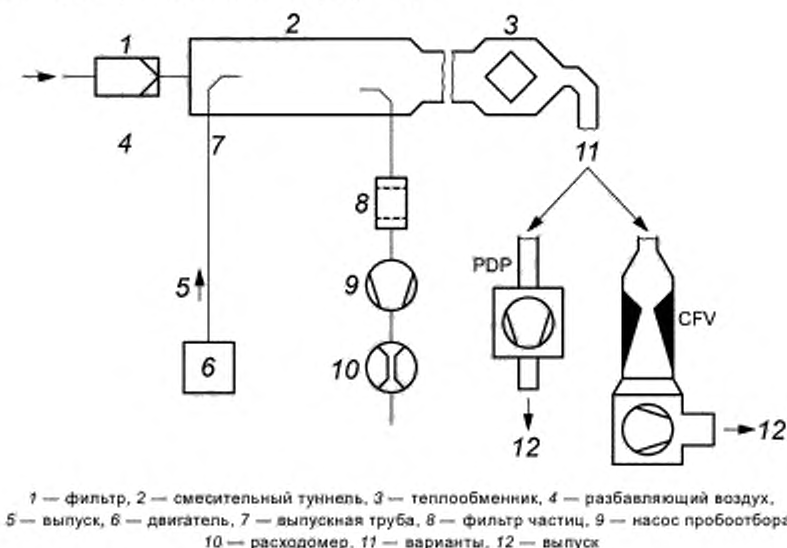 1
2
3
4
7
11
8
5
9
PDP
CFV
6
10
12
12
1 — фильтр, 2 — смесительный туннель, 3 — теплообменник, 4 — разбавляющий воздух,
5 — выпуск, 6 — двигатель, 7 — выпускная труба, 8 — фильтр частиц, 9 — насос пробоотбора
10 — расходомер, 11 — варианты, 12 — выпуск